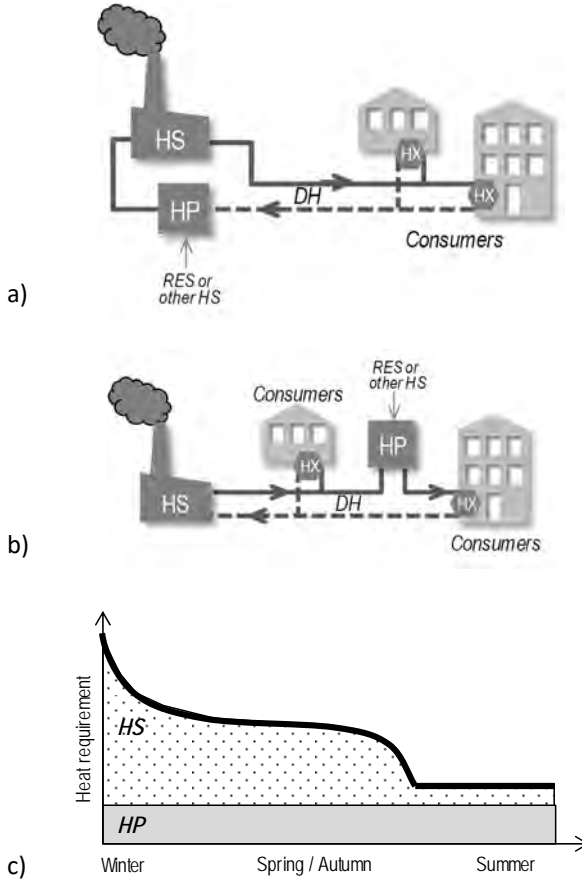 HS
HX
HX
DH
HP
Consumers
RES or
other HS
a)
RES or
other HS
Consumers
HP
HX
DH
HX
HS
Consumers
b)
Heat requirement
HS
HP
Winter Spring / Autumn Summer
c)